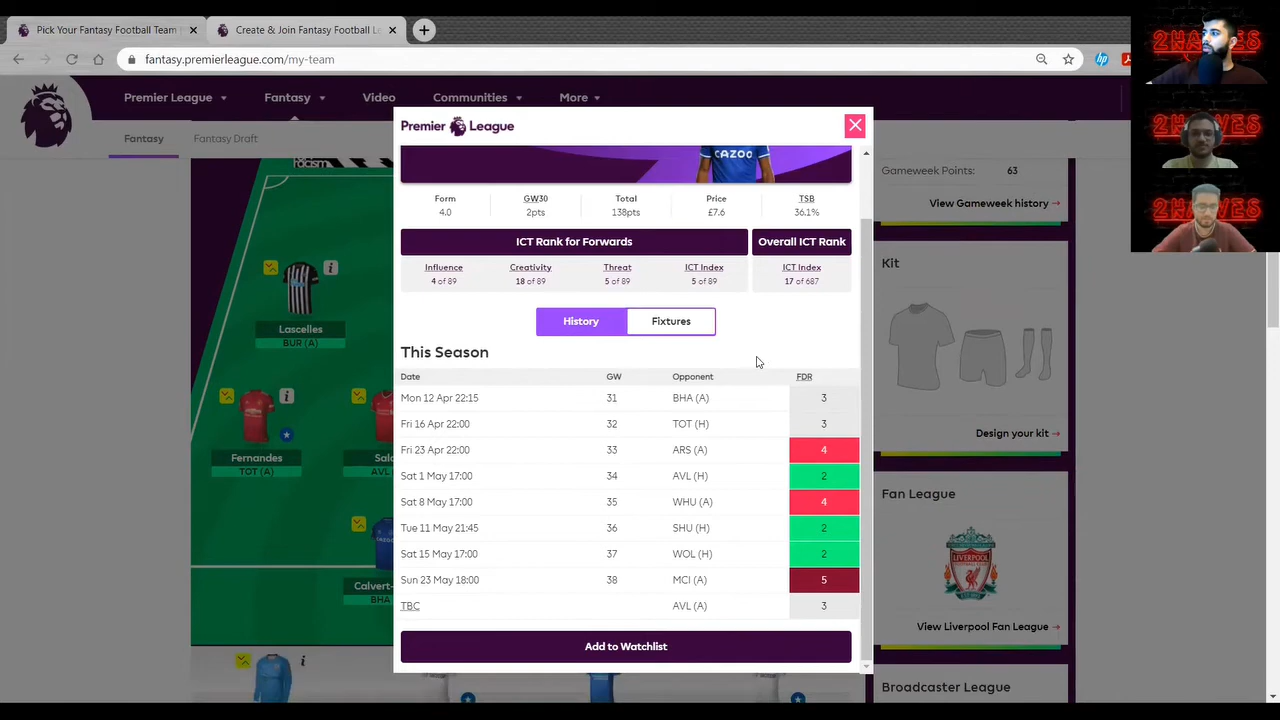 Pick Your Fantasy Football Team
Create & Join Fantasy Football L
fantasy.premierleague.com/my-team
Premier League
Fantasy
Video
Communities
More
Fantasy
Fantasy Draft
Premier League
CAZOO
Form
GW30
Total
Price
TSB
4.0
2pts
138pts
£7.6
36.1%
ICT Rank for Forwards
Overall ICT Rank
Influence
Creativity
Threat
ICT Index
ICT Index
4 of 89
18 of 89
5 of 89
5 of 89
17 of 687
History
Fixtures
This Season
Date GW Opponent FDR
Mon 12 Apr 22:15 31 BHA (A) 3
Fri 16 Apr 22:00 32 TOT (H) 3
Fri 23 Apr 22:00 33 ARS (A) 4
Sat 1 May 17:00 34 AVL (H) 2
Sat 8 May 17:00 35 WHU (A) 4
Tue 11 May 21:45 36 SHU (H) 2
Sat 15 May 17:00 37 WOL (H) 2
Sun 23 May 18:00 38 MCI (A) 5
TBC AVL (A) 3
Add to Watchlist
Lascelles
BUR (A)
Fernandes
TOT (A)
Sala
AVL
Calvert-
BHA
Gameweek Points: 63
View Gameweek history
Kit
Design your kit
Fan League
LIVERPOOL
FOOTBALL CLUB
View Liverpool Fan League
Broadcaster League
2HALVES
2HALVES
2HALVES